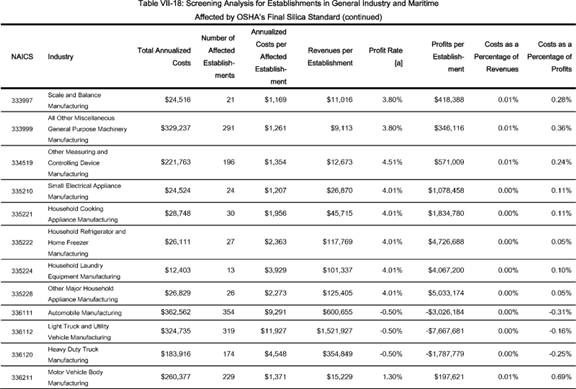 Table VII-18: Screening Analysis for Establishments in General Industry and Maritime
Affected by OSHA's Final Silica Standard (continued)
NAICS Industry Total Annualized Costs Number of Affected Establish-ments Annualized Costs per Affected Establish-ment Revenues per Establishment Profit Rate [a] Profits per Establish-ment Costs as a Percentage of Revenues Costs as a Percentage of Profits
333997 Scale and Balance Manufacturing $24,516 21 $1,169 $11,016 3.80% $418,388 0.01% 0.28%
333999 All Other Miscellaneous General Purpose Machinery Manufacturing $329,237 291 $1,261 $9,113 3.80% $346,116 0.01% 0.36%
334519 Other Measuring and Controlling Device Manufacturing $221,763 196 $1,354 $12,673 4.51% $571,009 0.01% 0.24%
335210 Small Electrical Appliance Manufacturing $24,524 24 $1,207 $26,870 4.01% $1,078,458 0.00% 0.11%
335221 Household Cooking Appliance Manufacturing $28,748 30 $1,956 $45,715 4.01% $1,834,780 0.00% 0.11%
335222 Household Refrigerator and Home Freezer Manufacturing $26,111 27 $2,363 $117,769 4.01% $4,726,688 0.00% 0.05%
335224 Household Laundry Equipment Manufacturing $12,403 13 $3,929 $101,337 4.01% $4,067,200 0.00% 0.10%
335228 Other Major Household Appliance Manufacturing $26,829 26 $2,273 $125,405 4.01% $5,033,174 0.00% 0.05%
336111 Automobile Manufacturing $362,562 354 $9,291 $600,655 -0.50% -$3,026,184 0.00% -0.31%
336112 Light Truck and Utility Vehicle Manufacturing $324,735 319 $11,927 $1,521,927 -0.50% -$7,667,681 0.00% -0.16%
336120 Heavy Duty Truck Manufacturing $183,916 174 $4,548 $354,849 -0.50% -$1,787,779 0.00% -0.25%
336211 Motor Vehicle Body Manufacturing $260,377 229 $1,371 $15,229 1.30% $197,621 0.01% 0.69%